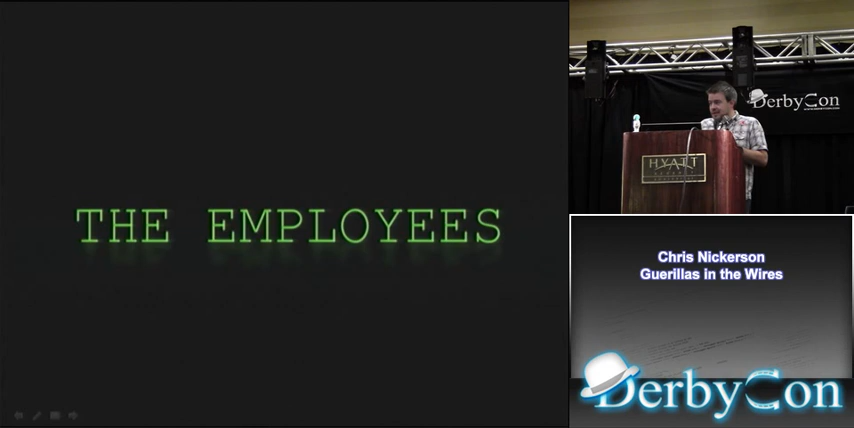 THE EMPLOYEES
DerbyCon
HYATT
Chris Nickerson
Guerillas in the Wires
DerbyCon